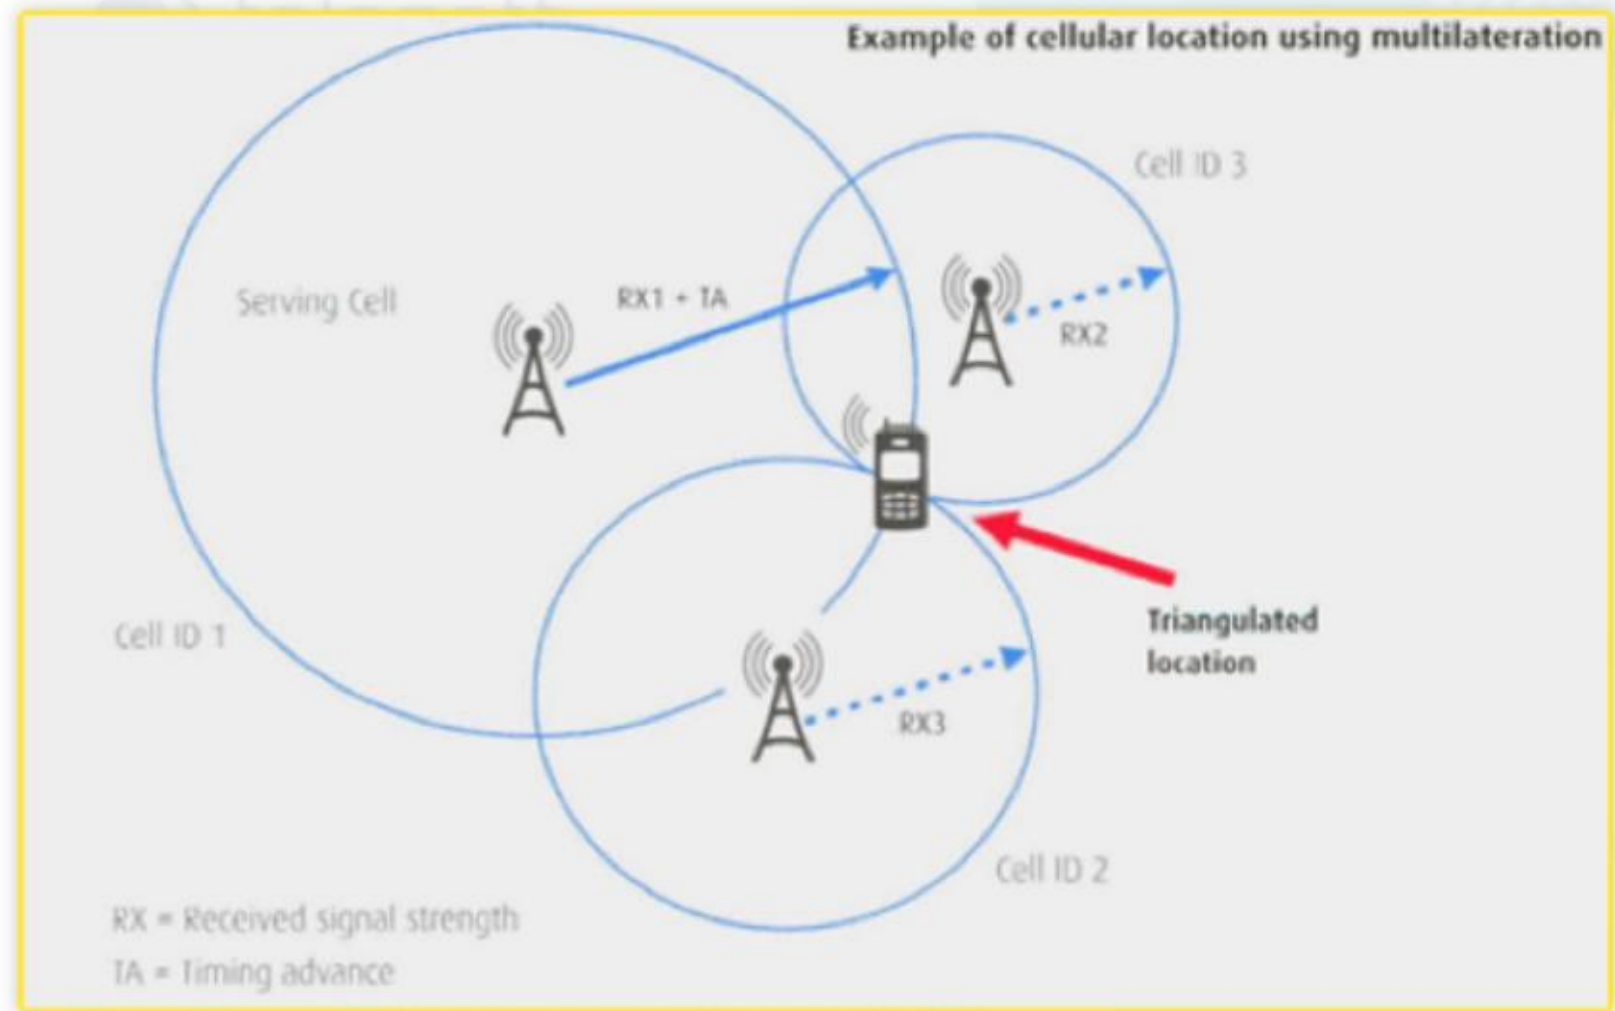 Example of cellular location using multilateration
Cell ID 3
Serving Cell
RX1 + TA
RX2
Cell ID 1
Triangulated
location
RX3
Cell ID 2
RX = Received signal strength
TA = Timing advance